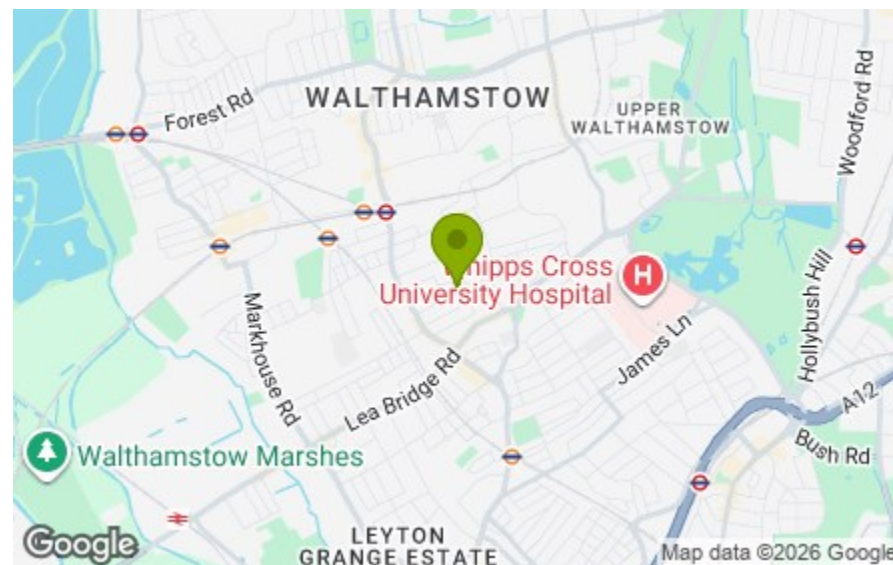 WALTHAMSTOW
Forest Rd
UPPER
WALTHAMSTOW
Woodford Rd
Whipps Cross
University Hospital
H
Hollybush Hill
Markhouse Rd
James Ln
Lea Bridge Rd
A12
Bush Rd
Walthamstow Marshes
LEYTON
GRANGE ESTATE
Google
Map data ©2026 Google